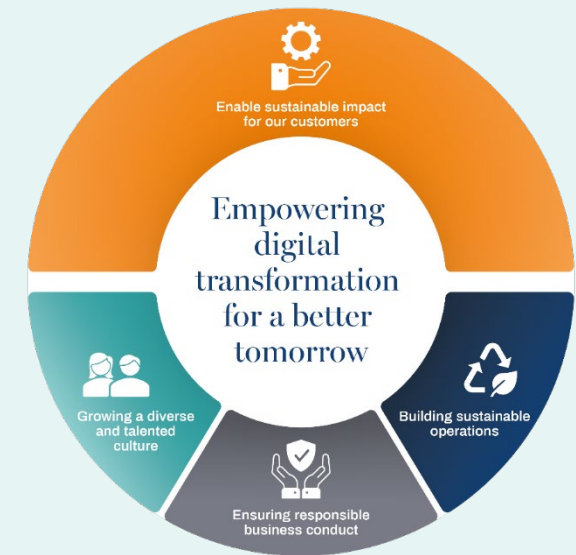 Enable sustainable impact
for our customers
Empowering
digital
transformation
for a better
tomorrow
Growing a diverse
and talented
culture
Building sustainable
operations
Ensuring responsible
business conduct